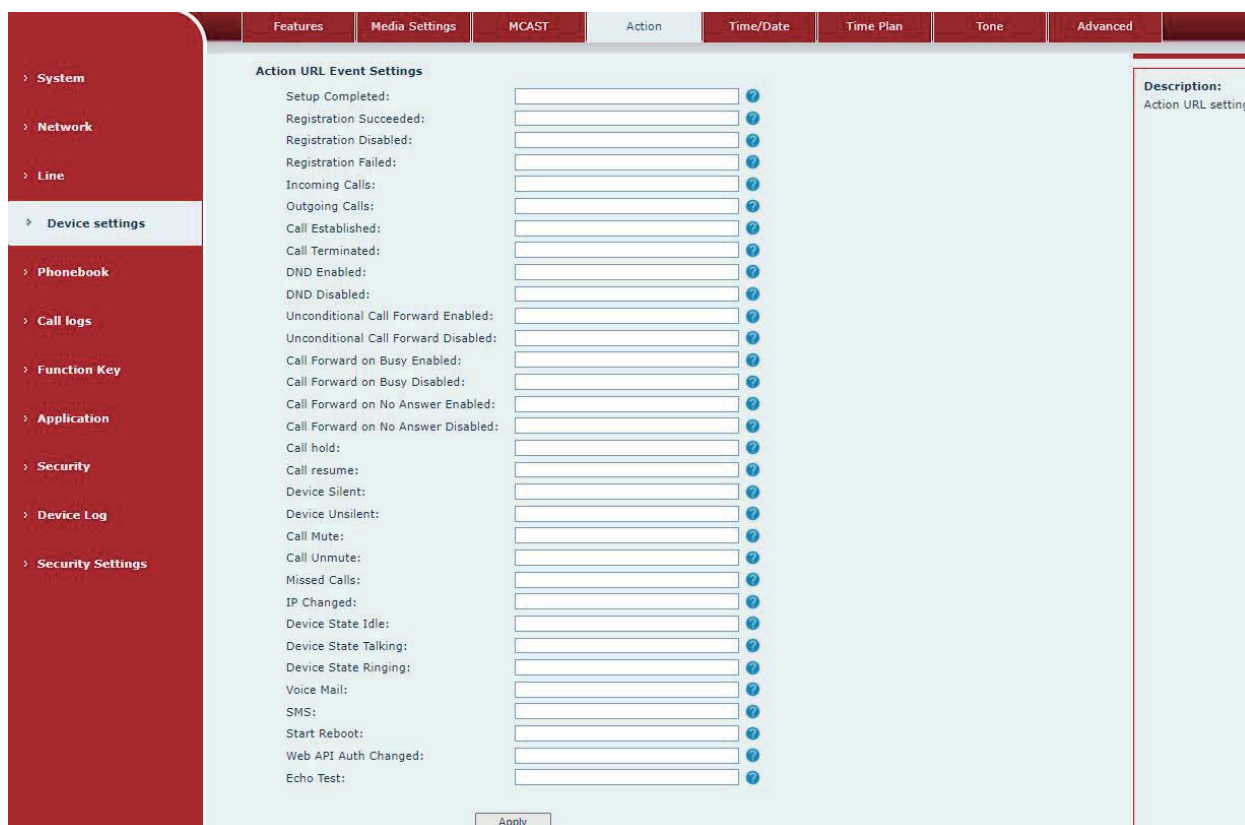 Features Media Settings MCAST Action Time/Date Time Plan Tone Advanced
› System
› Network
› Line
› Device settings
› Phonebook
› Call logs
› Function Key
› Application
› Security
› Device Log
› Security Settings
Action URL Event Settings
Setup Completed:
Registration Succeeded:
Registration Disabled:
Registration Failed:
Incoming Calls:
Outgoing Calls:
Call Established:
Call Terminated:
DND Enabled:
DND Disabled:
Unconditional Call Forward Enabled:
Unconditional Call Forward Disabled:
Call Forward on Busy Enabled:
Call Forward on Busy Disabled:
Call Forward on No Answer Enabled:
Call Forward on No Answer Disabled:
Call hold:
Call resume:
Device Silent:
Device Unsilent:
Call Mute:
Call Unmute:
Missed Calls:
IP Changed:
Device State Idle:
Device State Talking:
Device State Ringing:
Voice Mail:
SMS:
Start Reboot:
Web API Auth Changed:
Echo Test:
Apply
Description:
Action URL setting